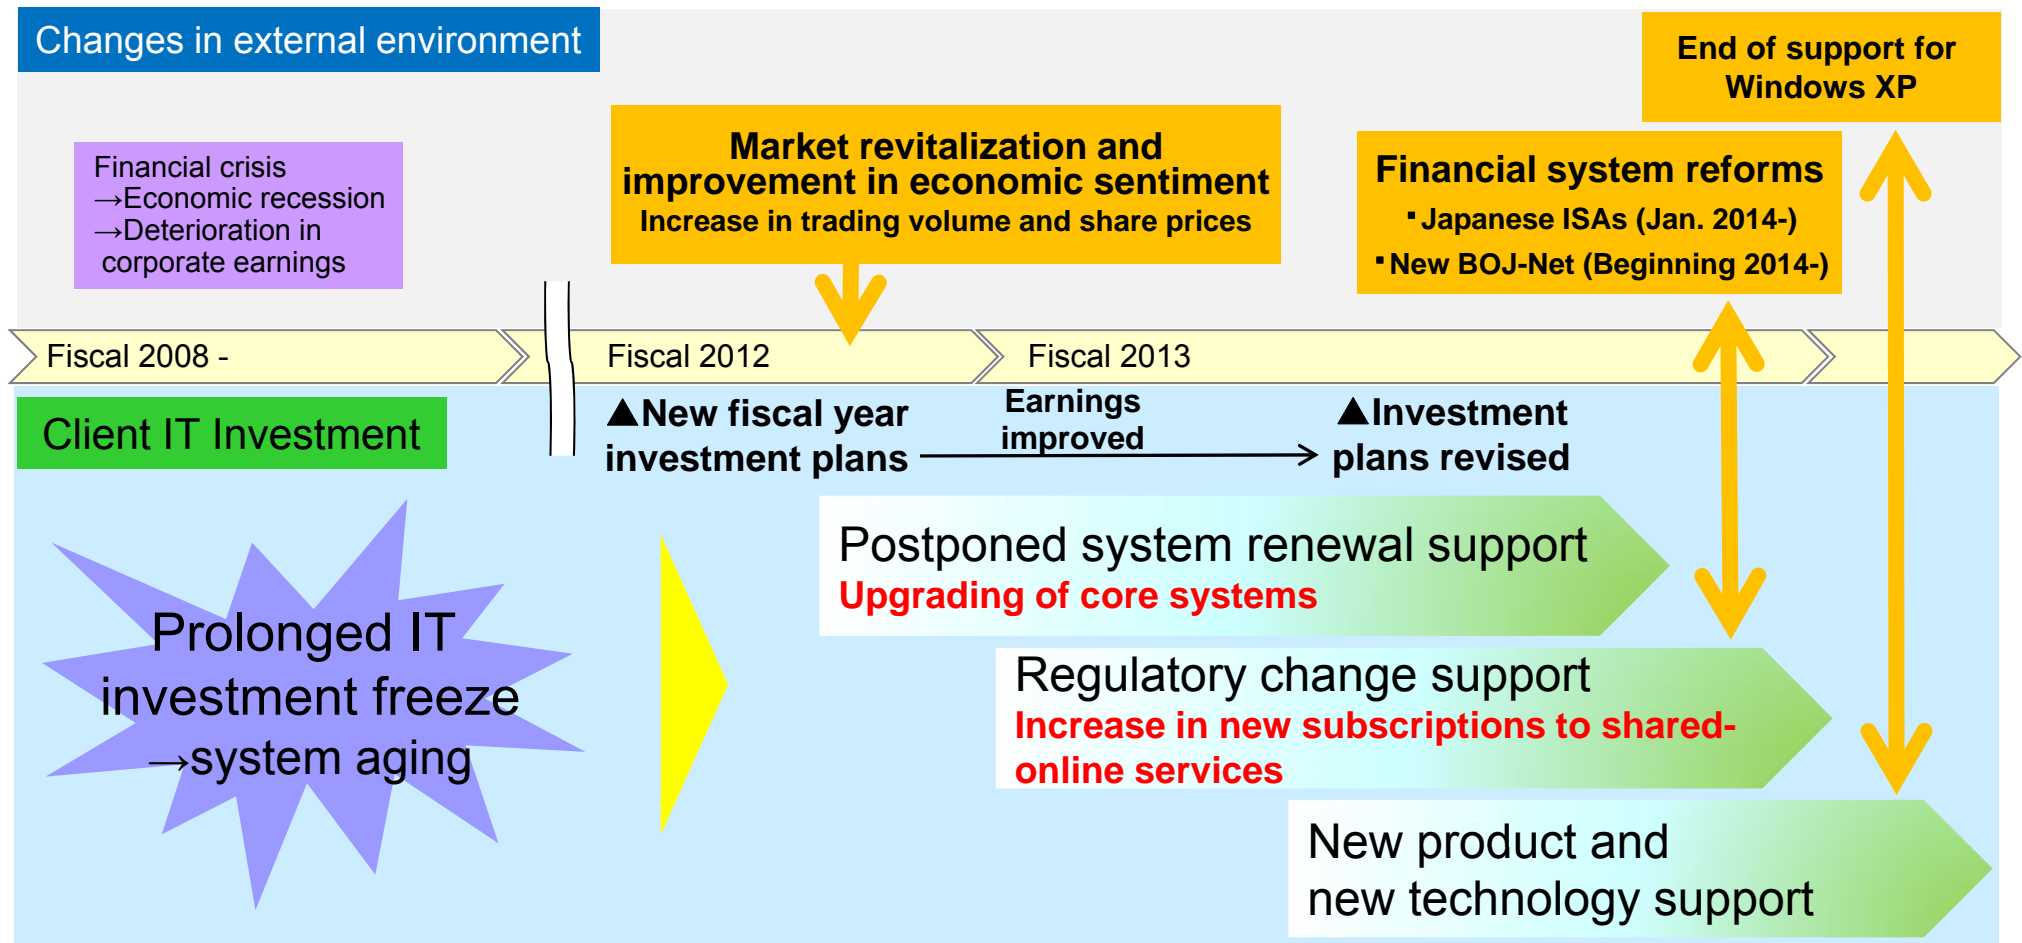 Changes in external environment
End of support for
Windows XP
Financial crisis
→Economic recession
→Deterioration in
corporate earnings
Market revitalization and
improvement in economic sentiment
Increase in trading volume and share prices
Financial system reforms
▪Japanese ISAs (Jan. 2014-)
▪New BOJ-Net (Beginning 2014-)
Fiscal 2008 -
Fiscal 2012
Fiscal 2013
Client IT Investment
▲New fiscal year
investment plans
Earnings
improved
▲Investment
plans revised
Prolonged IT
investment freeze
→system aging
Postponed system renewal support
Upgrading of core systems
Regulatory change support
Increase in new subscriptions to shared-
online services
New product and
new technology support